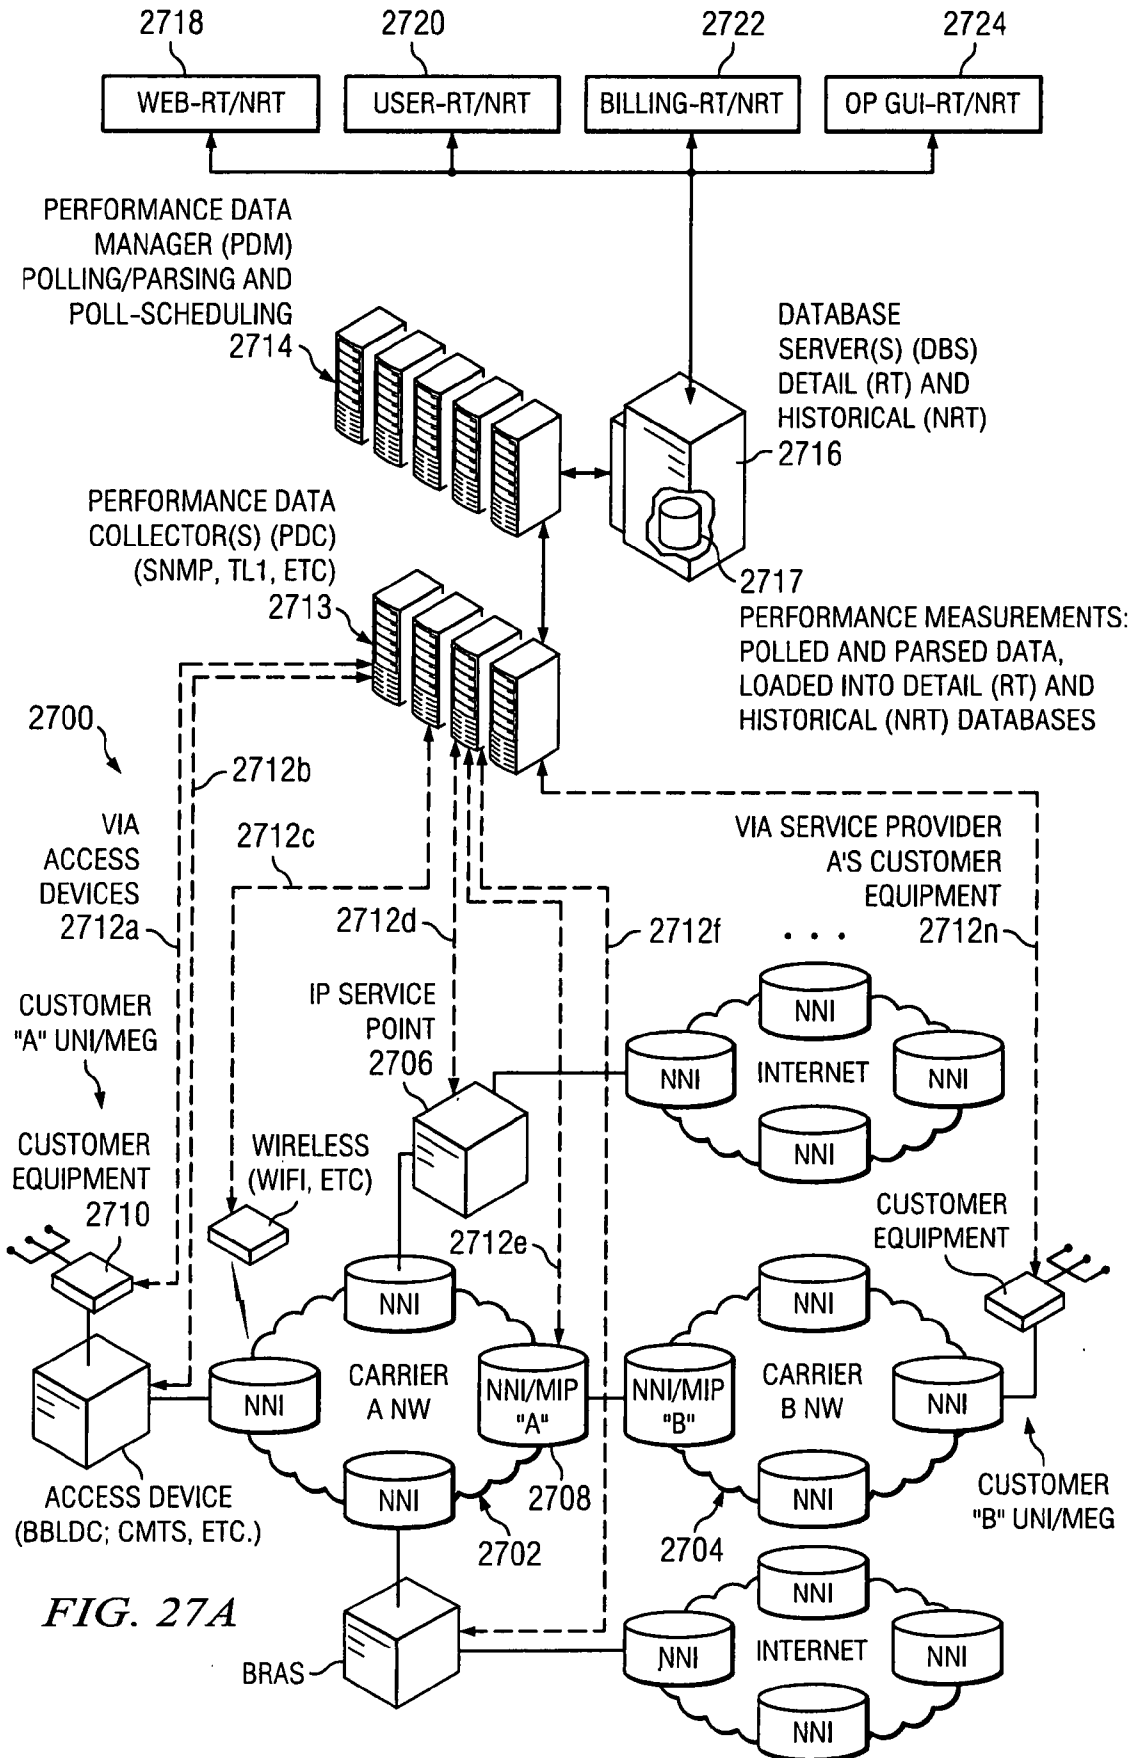 2718
2720
2722
2724
WEB-RT/NRT
USER-RT/NRT
BILLING-RT/NRT
OP GUI-RT/NRT
PERFORMANCE DATA
MANAGER (PDM)
POLLING/PARSING AND
POLL-SCHEDULING
2714
DATABASE
SERVER(S) (DBS)
DETAIL (RT) AND
HISTORICAL (NRT)
2716
PERFORMANCE DATA
COLLECTOR(S) (PDC)
(SNMP, TL1, ETC)
2713
2717
PERFORMANCE MEASUREMENTS:
POLLED AND PARSED DATA,
LOADED INTO DETAIL (RT) AND
HISTORICAL (NRT) DATABASES
2700
2712b
VIA
ACCESS
DEVICES
2712a
2712c
2712d
2712f
VIA SERVICE PROVIDER
A'S CUSTOMER
EQUIPMENT
2712n
. . .
CUSTOMER
"A" UNI/MEG
IP SERVICE
POINT
2706
NNI
NNI
INTERNET
NNI
NNI
CUSTOMER
EQUIPMENT
2710
WIRELESS
(WIFI, ETC)
2712e
CUSTOMER
EQUIPMENT
NNI
NNI
CARRIER
A NW
NNI
NNI/MIP
"A"
NNI
2708
2702
NNI
NNI/MIP
"B"
CARRIER
B NW
NNI
NNI
2704
CUSTOMER
"B" UNI/MEG
ACCESS DEVICE
(BBLDC; CMTS, ETC.)
BRAS
NNI
NNI
INTERNET
NNI
NNI
FIG. 27A